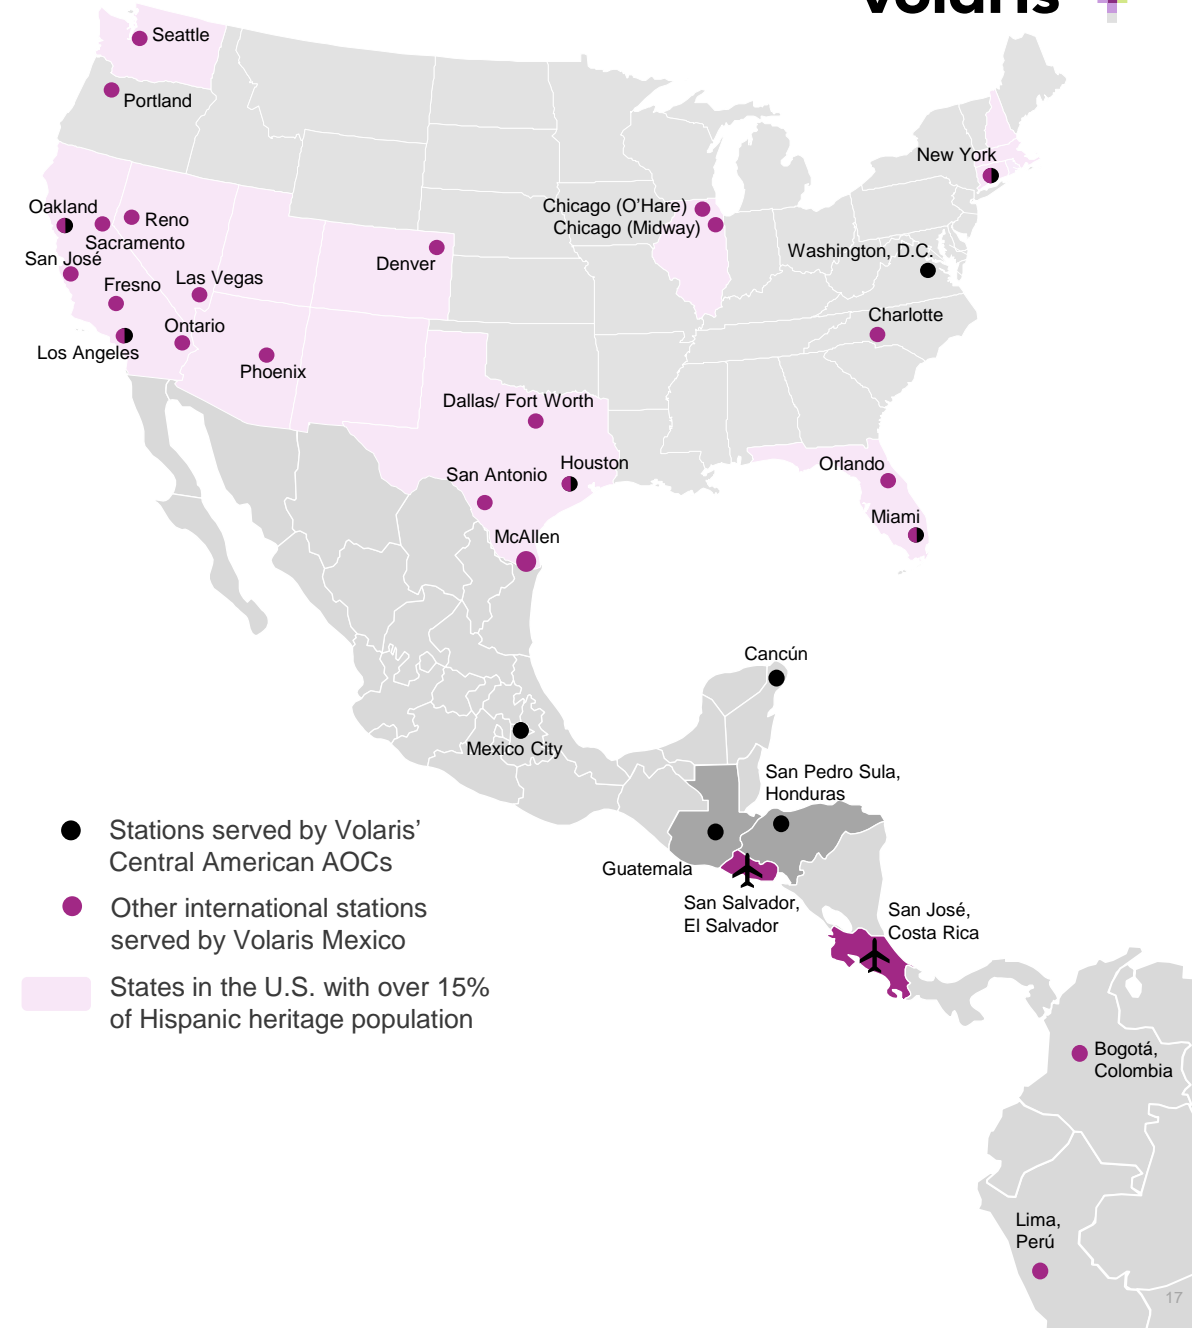 volaris
Seattle
Portland
New York
Oakland
Reno
Sacramento
San José
Fresno
Las Vegas
Ontario
Los Angeles
Phoenix
Denver
Chicago (O'Hare)
Chicago (Midway)
Washington, D.C.
Charlotte
Dallas/ Fort Worth
San Antonio
Houston
McAllen
Orlando
Miami
Cancún
Mexico City
San Pedro Sula,
Honduras
Guatemala
San Salvador,
El Salvador
San José,
Costa Rica
Bogotá,
Colombia
Lima,
Perú
Stations served by Volaris’
Central American AOCs
Other international stations
served by Volaris Mexico
States in the U.S. with over 15%
of Hispanic heritage population
17